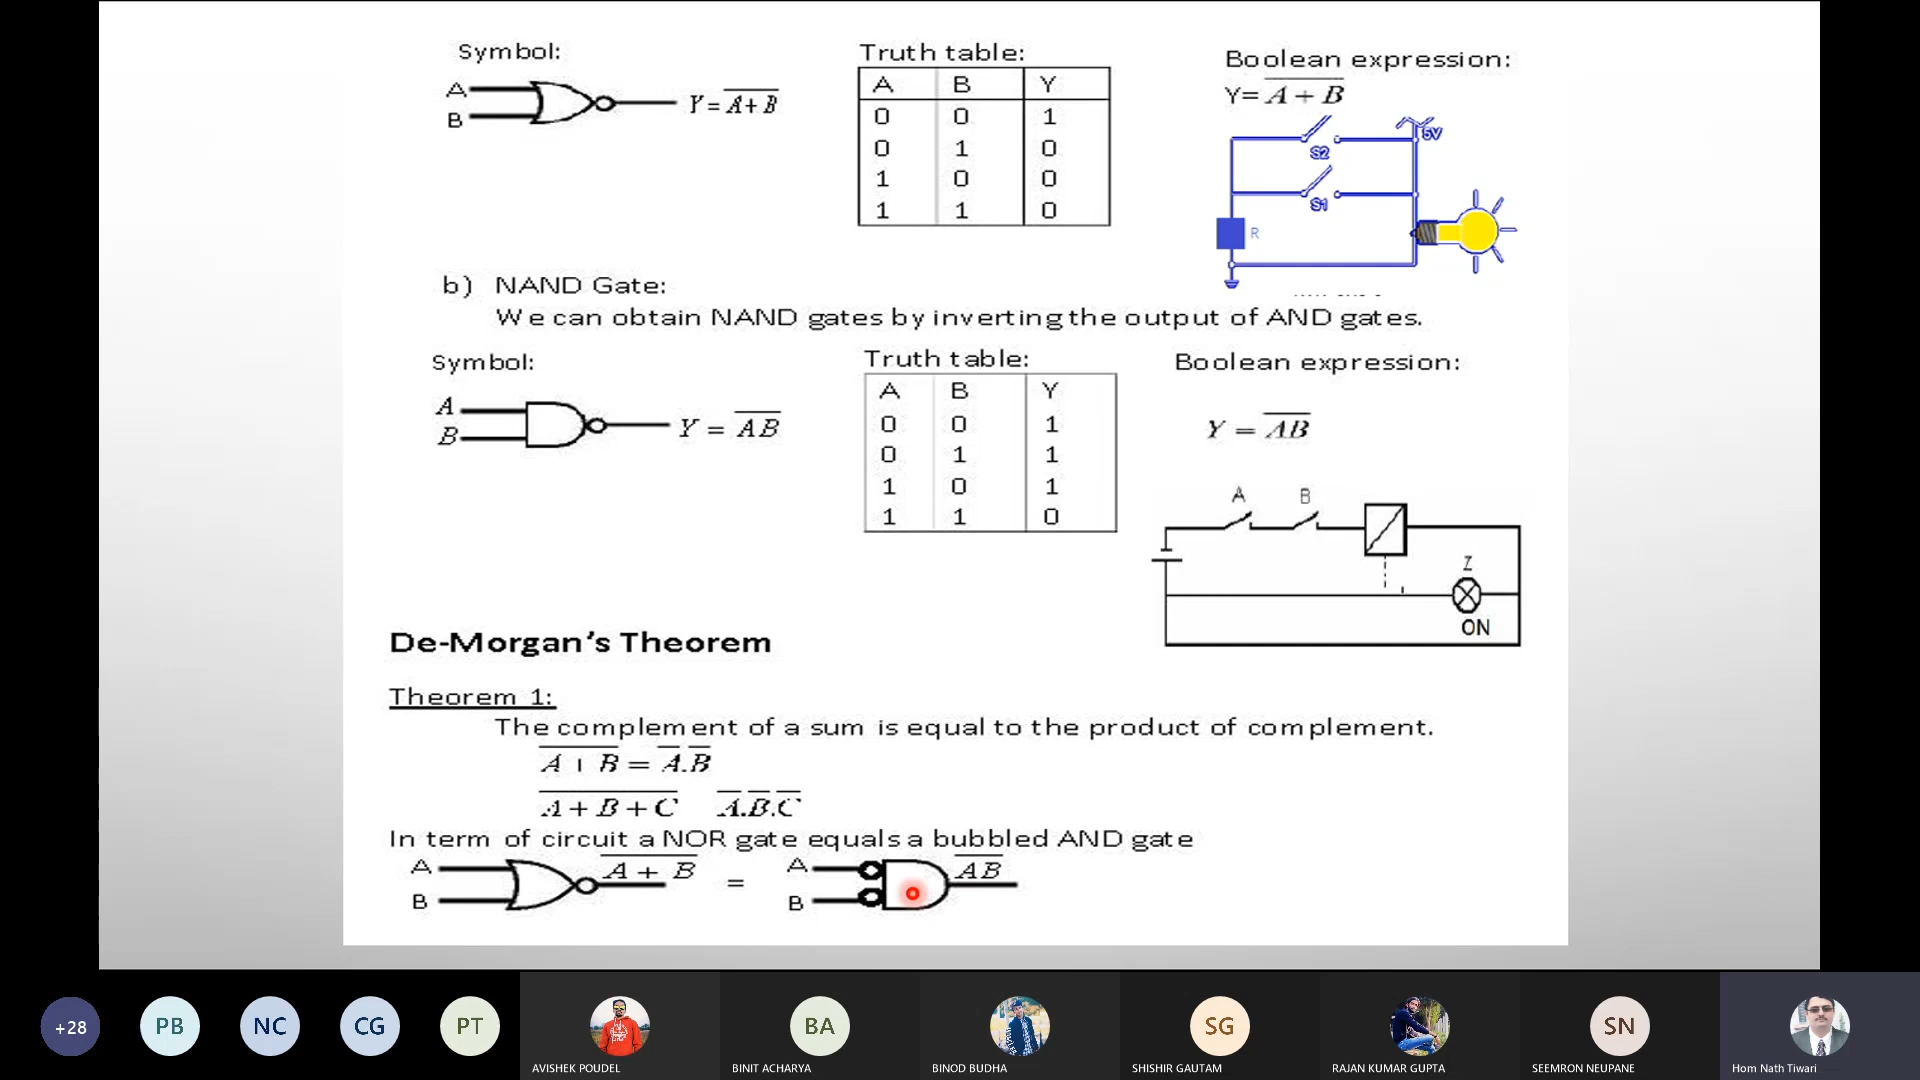 Symbol:
A
B
Y = A + B
Truth table:
A B Y
0 0 1
0 1 0
1 0 0
1 1 0
Boolean expression:
Y= A + B
5V
S2
S1
R
b) NAND Gate:
We can obtain NAND gates by inverting the output of AND gates.
Symbol:
A
B
Y = AB
Truth table:
A B Y
0 0 1
0 1 1
1 0 1
1 1 0
Boolean expression:
Y = AB
A B
Z
ON
De-Morgan's Theorem
Theorem 1:
The complement of a sum is equal to the product of complement.
A̅ ̅+̅ ̅B̅ = A̅.B̅
A̅ ̅+̅ ̅B̅ ̅+̅ ̅C̅ A̅.B̅.C̅
In term of circuit a NOR gate equals a bubbled AND gate
A
B
A + B
=
A
B
AB
+28
PB
NC
CG
PT
AVISHEK POUDEL
BA
BINIT ACHARYA
BINOD BUDHA
SG
SHISHIR GAUTAM
RAJAN KUMAR GUPTA
SN
SEEMRON NEUPANE
Hom Nath Tiwari